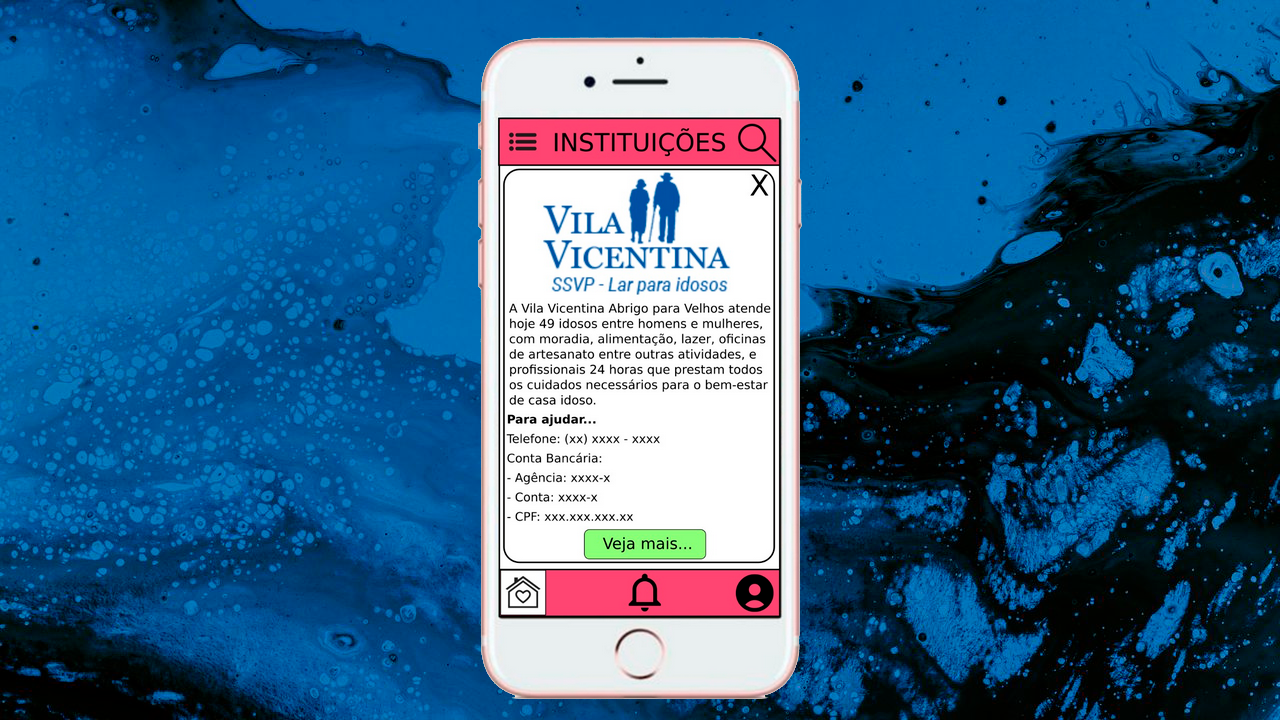 INSTITUIÇÕES
X
VILA
VICENTINA
SSVP - Lar para idosos
A Vila Vicentina Abrigo para Velhos atende
hoje 49 idosos entre homens e mulheres,
com moradia, alimentação, lazer, oficinas
de artesanato entre outras atividades, e
profissionais 24 horas que prestam todos
os cuidados necessários para o bem-estar
de casa idoso.
Para ajudar...
Telefone: (xx) xxxx - xxxx
Conta Bancária:
- Agência: xxxx-x
- Conta: xxxx-x
- CPF: xxx.xxx.xxx.xx
Veja mais...